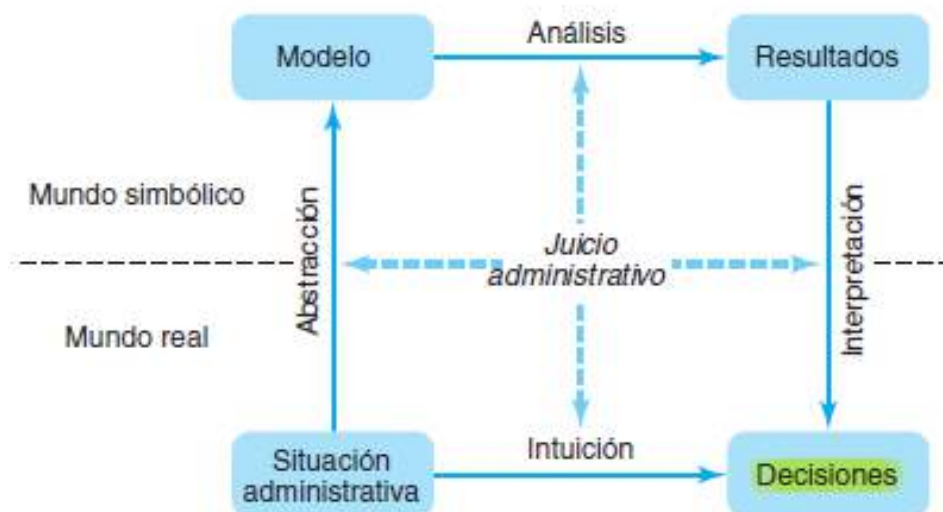 Análisis
Modelo
Resultados
Mundo simbólico
Abstracción
Juicio
administrativo
Interpretación
Mundo real
Situación
administrativa
Intuición
Decisiones